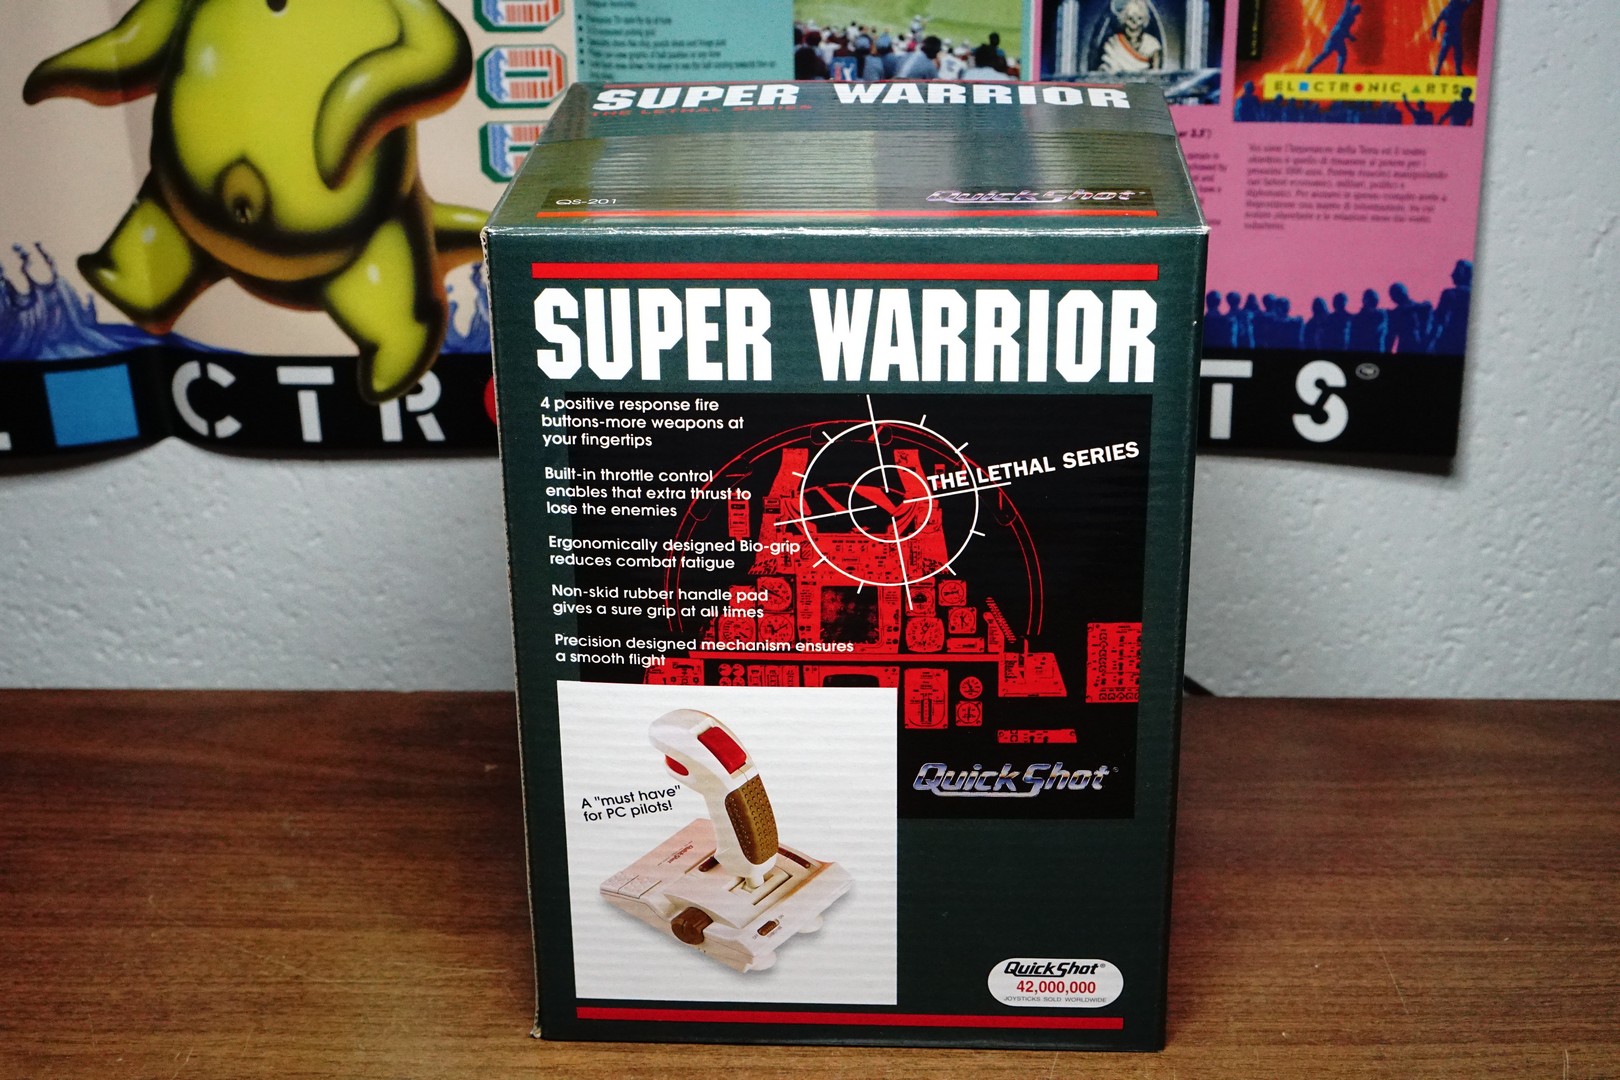 ELECTRONIC ARTS
CTR
TS™
SUPER WARRIOR
THE LETHAL SERIES
QS-201
QuickShot
SUPER WARRIOR
4 positive response fire
buttons-more weapons at
your fingertips
Built-in throttle control
enables that extra thrust to
lose the enemies
Ergonomically designed Bio-grip
reduces combat fatigue
Non-skid rubber handle pad
gives a sure grip at all times
Precision designed mechanism ensures
a smooth flight
THE LETHAL SERIES
A "must have"
for PC pilots!
QuickShot
QuickShot®
42,000,000
JOYSTICKS SOLD WORLDWIDE